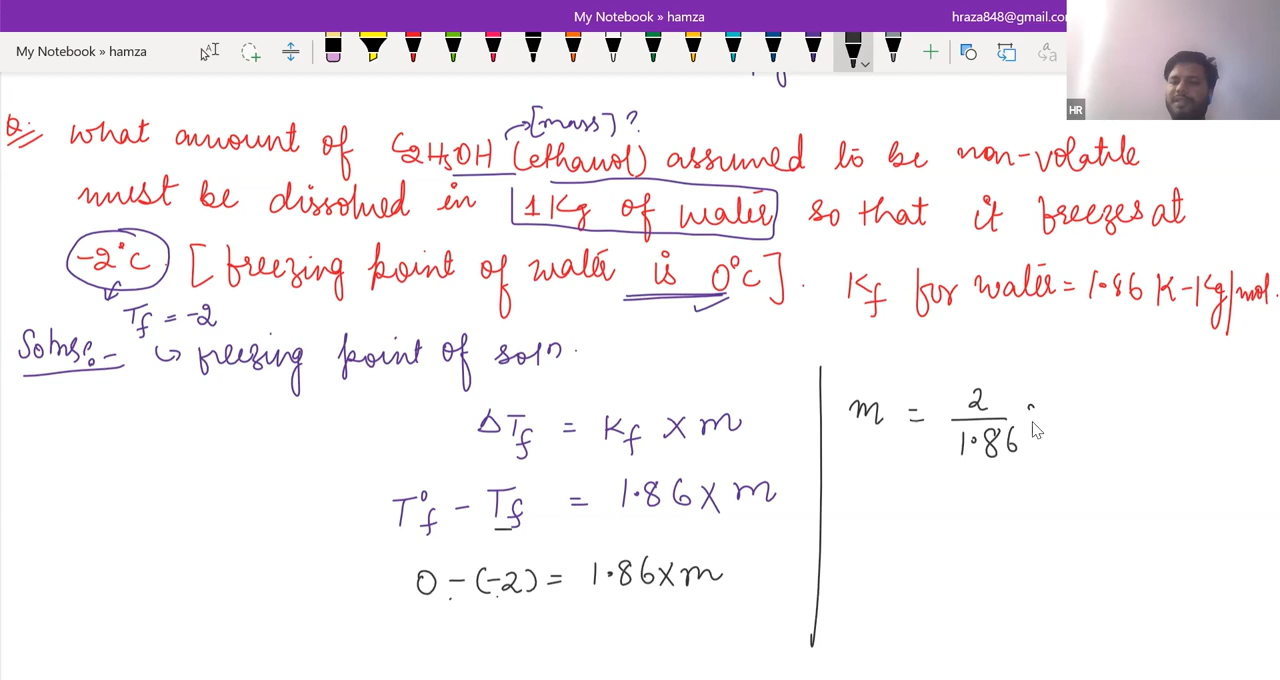 My Notebook » hamza
hraza848@gmail.co
My Notebook » hamza
HR
Q:- What amount of C2H5OH (ethanol) assumed to be non-volatile
→ [mass] ?
must be dissolved in 1 Kg of water so that it freezes at
-2°C [freezing point of water is 0°C]. Kf for water = 1.86 K-Kg/mol.
Tf = -2
Solns:- ↳ freezing point of soln.
ΔTf = Kf × m
T°f - Tf = 1.86 × m
0 - (-2) = 1.86 × m
m = 2/1.86